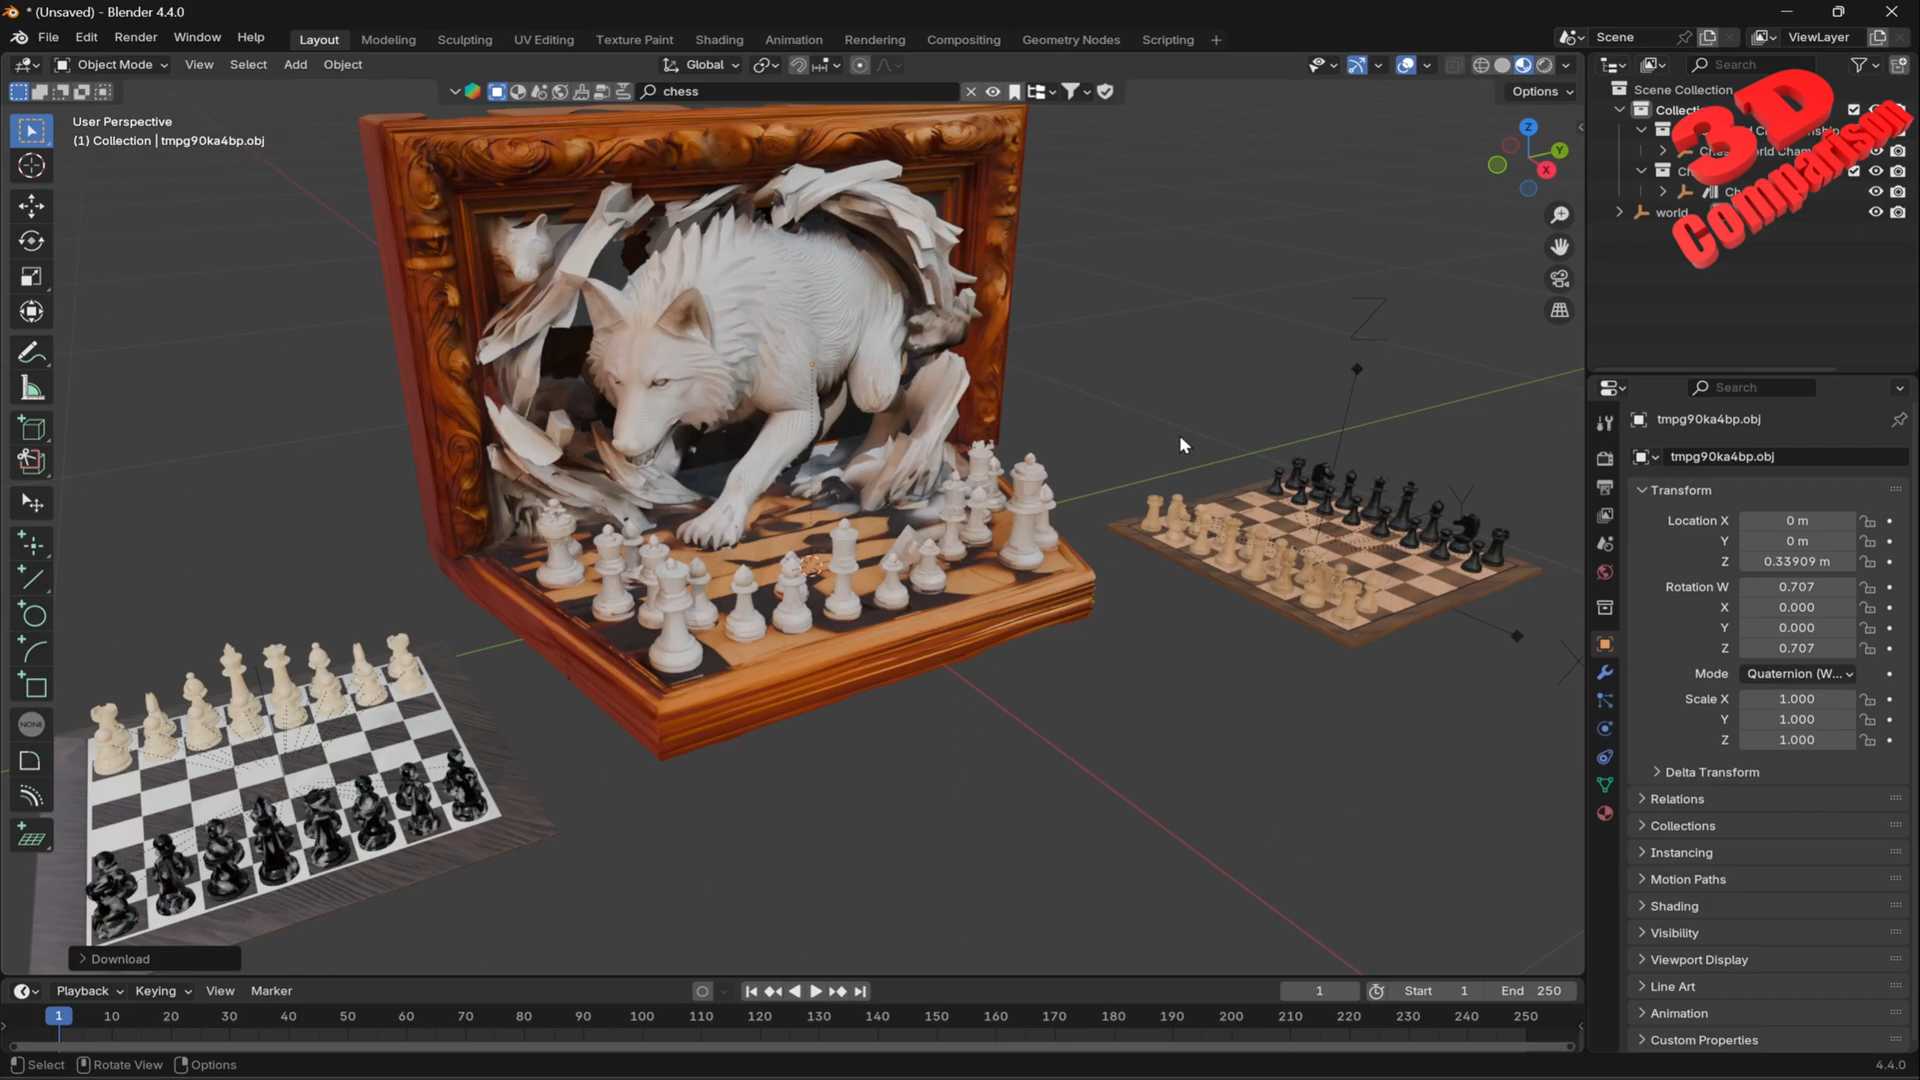 * (Unsaved) - Blender 4.4.0
File Edit Render Window Help
Layout Modeling Sculpting UV Editing Texture Paint Shading Animation Rendering Compositing Geometry Nodes Scripting +
Scene
ViewLayer
Object Mode View Select Add Object
Global
Search
chess
Options
User Perspective
(1) Collection | tmpg90ka4bp.obj
Scene Collection
world
3D
Comparison
Z
Y
X
Z
Y
X
Search
tmpg90ka4bp.obj
tmpg90ka4bp.obj
Transform
Location X 0 m
Y 0 m
Z 0.33909 m
Rotation W 0.707
X 0.000
Y 0.000
Z 0.707
Mode Quaternion (W...
Scale X 1.000
Y 1.000
Z 1.000
Delta Transform
Relations
Collections
Instancing
Motion Paths
Shading
Visibility
Viewport Display
Line Art
Animation
Custom Properties
NONE
Download
Playback Keying View Marker
1
Start 1
End 250
1 10 20 30 40 50 60 70 80 90 100 110 120 130 140 150 160 170 180 190 200 210 220 230 240 250
Select Rotate View Options
4.4.0